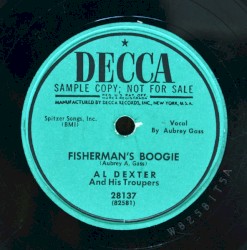 DECCA
SAMPLE COPY; NOT FOR SALE
MANUFACTURED BY DECCA RECORDS, INC., NEW YORK, U.S.A.
Spitzer Songs, Inc.
(BMI)
Vocal
By Aubrey Gass
FISHERMAN'S BOOGIE
(Aubrey A. Gass)
AL DEXTER
And His Troupers
28137
(82581)